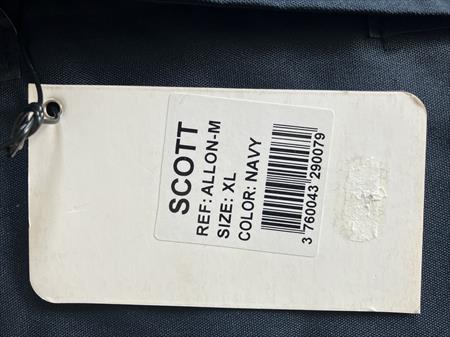 SCOTT
REF: ALLON-M
SIZE: XL
COLOR: NAVY
3 760043 290079